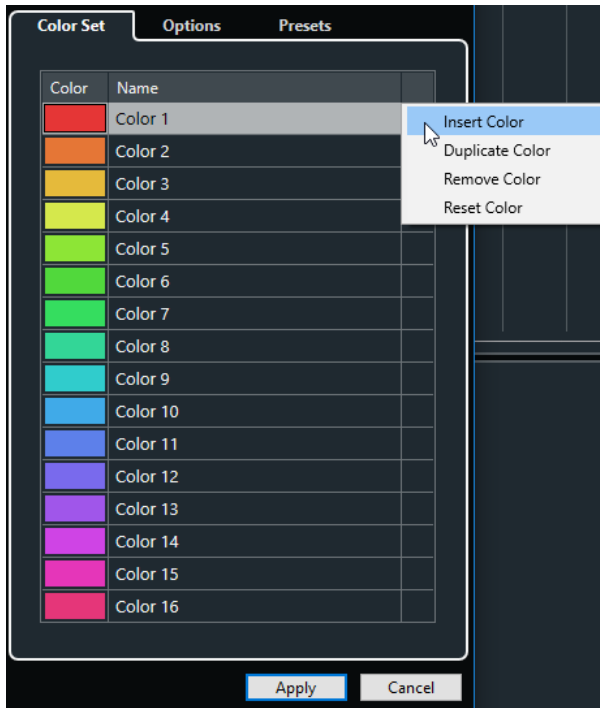 Color Set Options Presets
Color Name
Color 1
Insert Color
Color 2
Duplicate Color
Color 3
Remove Color
Color 4
Reset Color
Color 5
Color 6
Color 7
Color 8
Color 9
Color 10
Color 11
Color 12
Color 13
Color 14
Color 15
Color 16
Apply Cancel